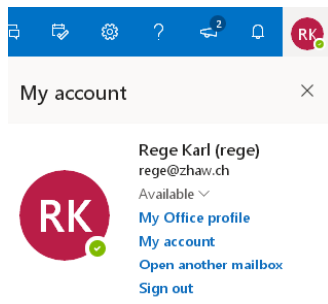 2
RK
My account
Rege Karl (rege)
rege@zhaw.ch
Available
RK
My Office profile
My account
Open another mailbox
Sign out